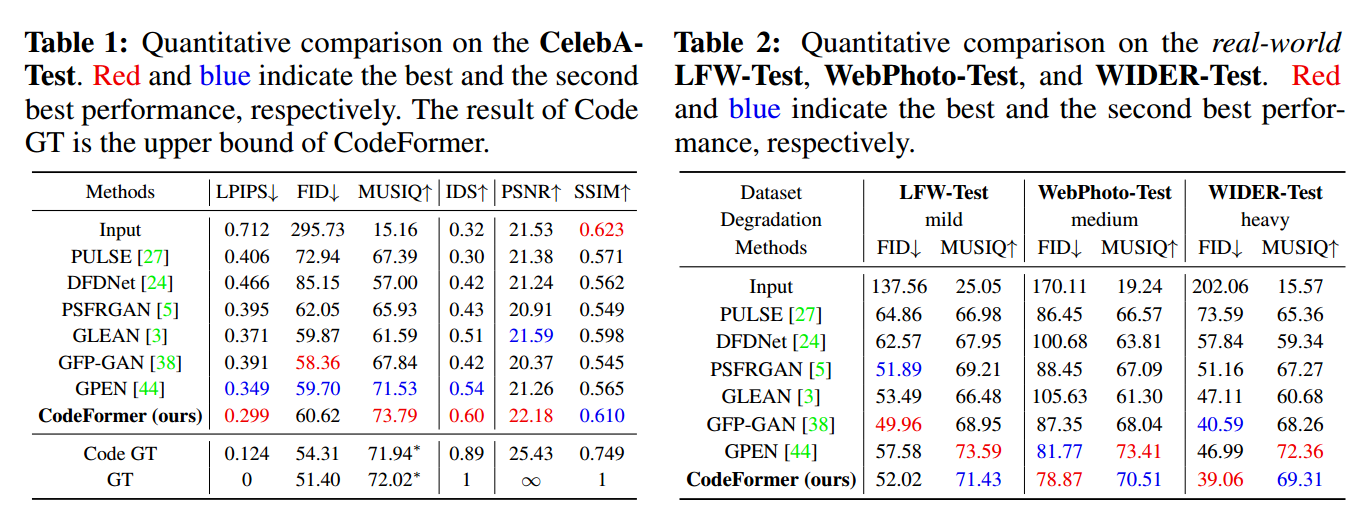 Table 1: Quantitative comparison on the CelebA-
Test. Red and blue indicate the best and the second
best performance, respectively. The result of Code
GT is the upper bound of CodeFormer.
Methods LPIPS↓ FID↓ MUSIQ↑ IDS↑ PSNR↑ SSIM↑
Input 0.712 295.73 15.16 0.32 21.53 0.623
PULSE [27] 0.406 72.94 67.39 0.30 21.38 0.571
DFDNet [24] 0.466 85.15 57.00 0.42 21.24 0.562
PSFRGAN [5] 0.395 62.05 65.93 0.43 20.91 0.549
GLEAN [3] 0.371 59.87 61.59 0.51 21.59 0.598
GFP-GAN [38] 0.391 58.36 67.84 0.42 20.37 0.545
GPEN [44] 0.349 59.70 71.53 0.54 21.26 0.565
CodeFormer (ours) 0.299 60.62 73.79 0.60 22.18 0.610
Code GT 0.124 54.31 71.94* 0.89 25.43 0.749
GT 0 51.40 72.02* 1 ∞ 1
Table 2: Quantitative comparison on the real-world
LFW-Test, WebPhoto-Test, and WIDER-Test. Red
and blue indicate the best and the second best perfor-
mance, respectively.
Dataset LFW-Test WebPhoto-Test WIDER-Test
Degradation mild medium heavy
Methods FID↓ MUSIQ↑ FID↓ MUSIQ↑ FID↓ MUSIQ↑
Input 137.56 25.05 170.11 19.24 202.06 15.57
PULSE [27] 64.86 66.98 86.45 66.57 73.59 65.36
DFDNet [24] 62.57 67.95 100.68 63.81 57.84 59.34
PSFRGAN [5] 51.89 69.21 88.45 67.09 51.16 67.27
GLEAN [3] 53.49 66.48 105.63 61.30 47.11 60.68
GFP-GAN [38] 49.96 68.95 87.35 68.04 40.59 68.26
GPEN [44] 57.58 73.59 81.77 73.41 46.99 72.36
CodeFormer (ours) 52.02 71.43 78.87 70.51 39.06 69.31